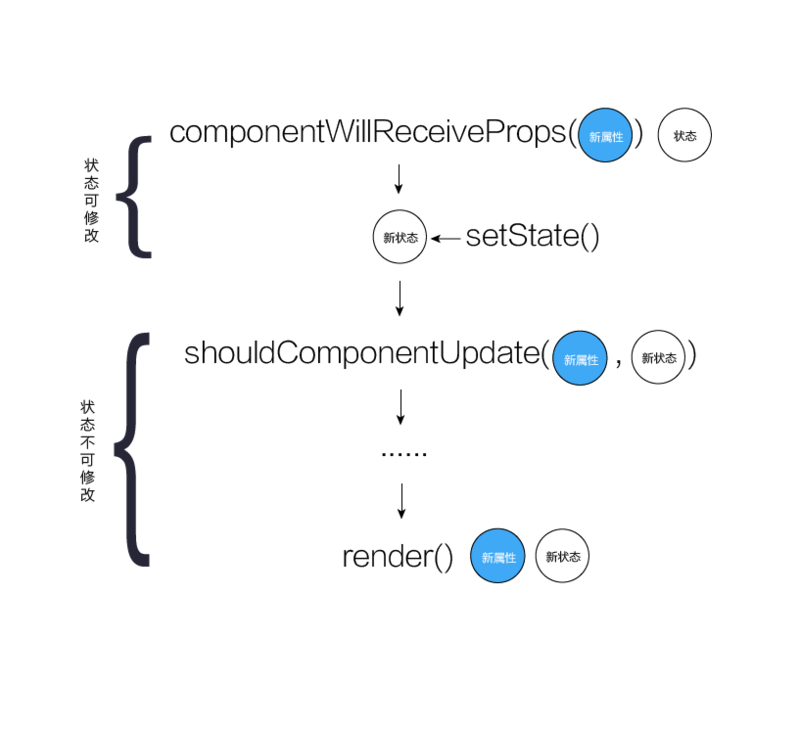 componentWillReceiveProps(新属性) 状态
状态可修改
新状态 setState()
shouldComponentUpdate(新属性,新状态)
状态不可修改
......
render() 新属性 新状态